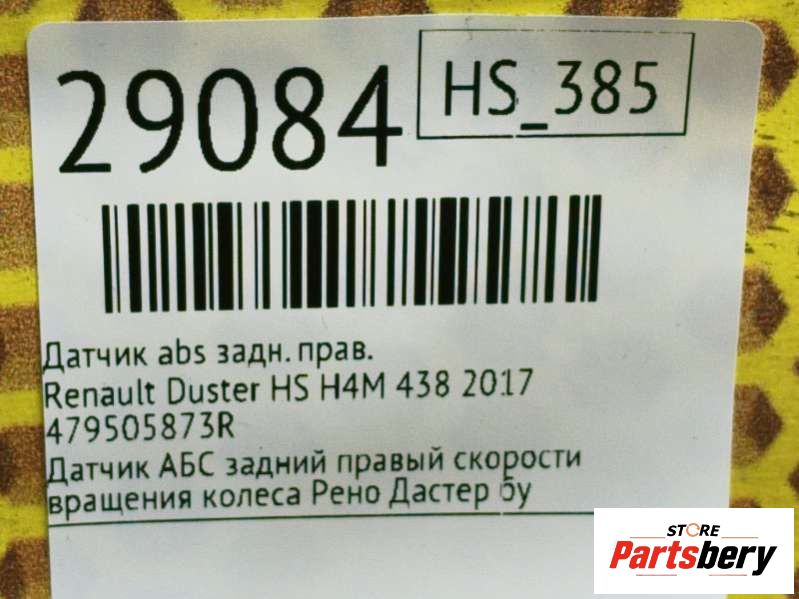 29084
HS_385
Датчик abs задн. прав.
Renault Duster HS H4M 438 2017
479505873R
Датчик АБС задний правый скорости
вращения колеса Рено Дастер бу
STORE
Partsbery